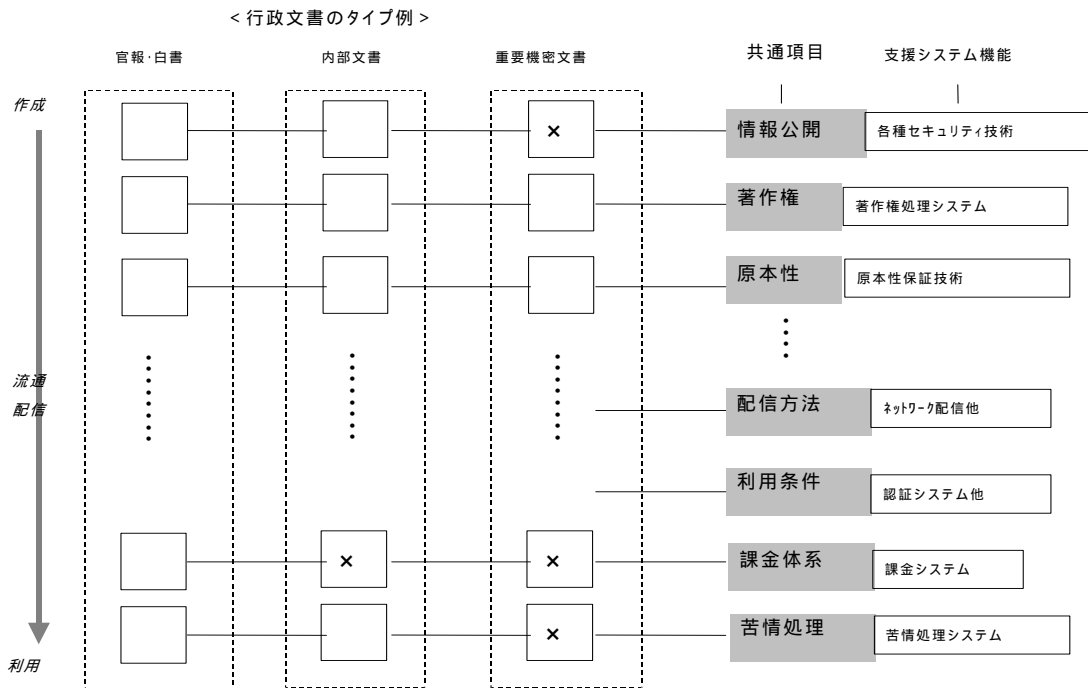 <行政文書のタイプ例>
官報･白書
内部文書
重要機密文書
共通項目
支援システム機能
作成
×
情報公開
各種セキュリティ技術
著作権
著作権処理システム
原本性
原本性保証技術
流通
配信
配信方法
ﾈｯﾄﾜｰｸ配信他
利用条件
認証システム他
×
×
課金体系
課金システム
×
苦情処理
苦情処理システム
利用